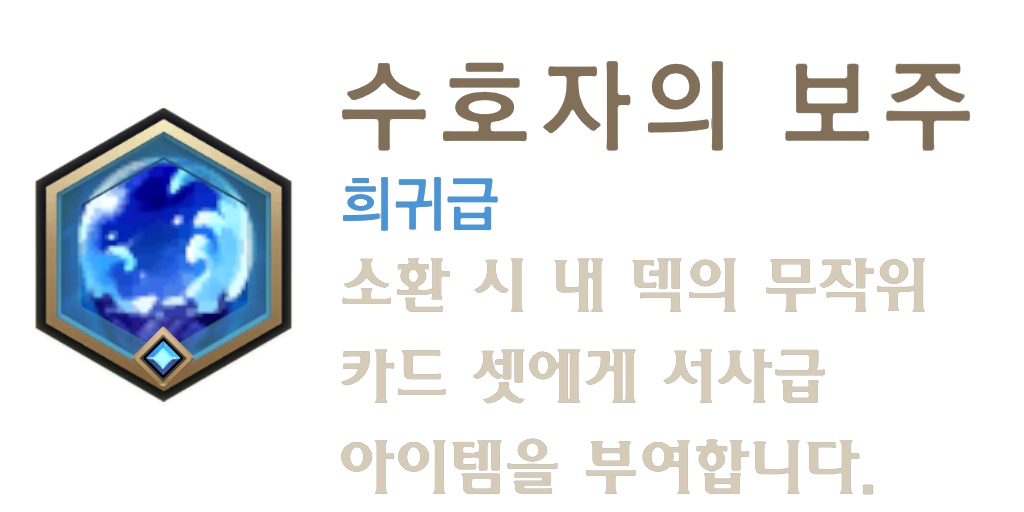 수호자의 보주
희귀급
소환 시 내 덱의 무작위
카드 셋에게 서사급
아이템을 부여합니다.